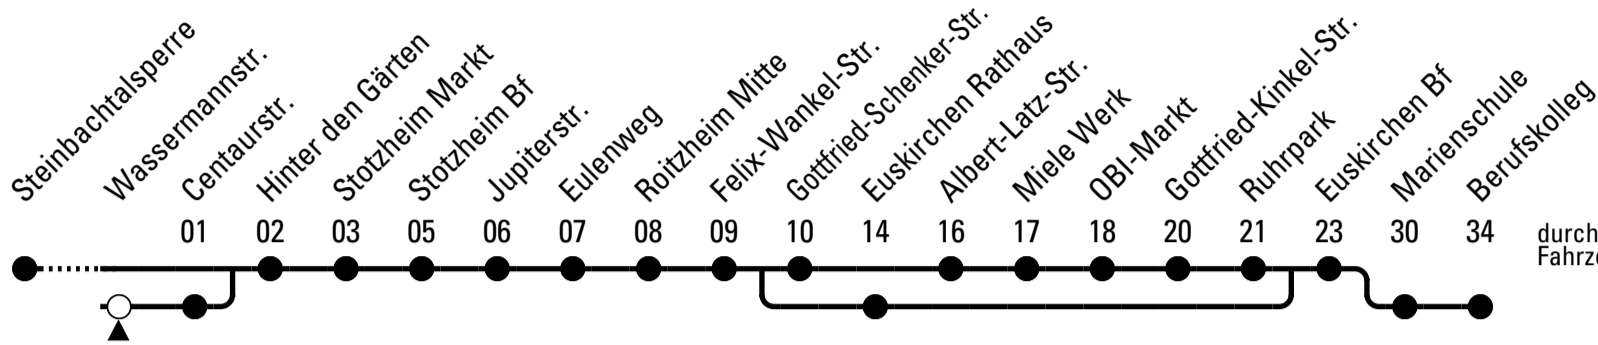 Steinbachtalsperre
Wassermannstr.
Centaurstr.
Hinter den Gärten
Stotzheim Markt
Stotzheim Bf
Jupiterstr.
Eulenweg
Roitzheim Mitte
Felix-Wankel-Str.
Gottfried-Schenker-Str.
Euskirchen Rathaus
Albert-Latz-Str.
Miele Werk
OBI-Markt
Gottfried-Kinkel-Str.
Ruhrpark
Euskirchen Bf
Marienschule
Berufskolleg
01 02 03 05 06 07 08 09 10 14 16 17 18 20 21 23 30 34
durch
Fahrz